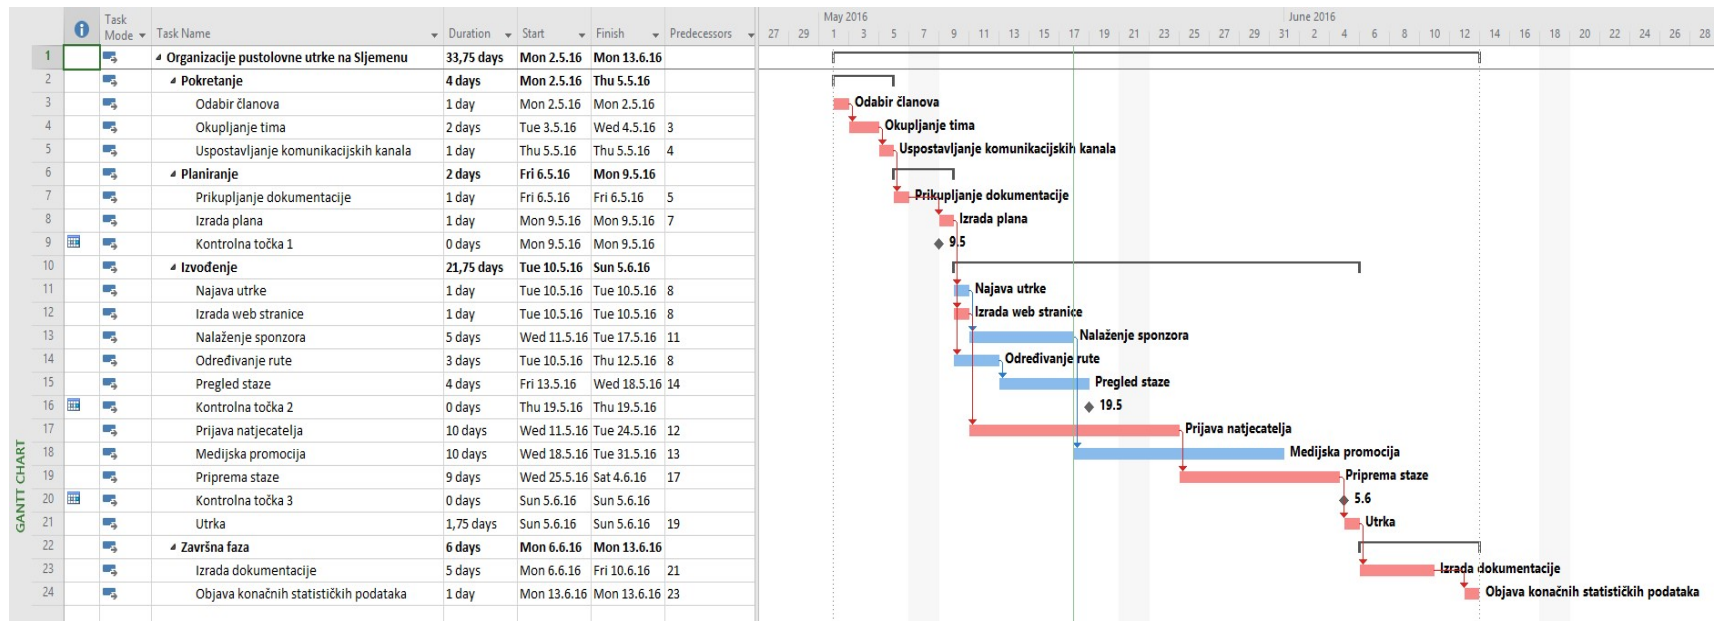 Task Mode Task Name Duration Start Finish Predecessors
May 2016 June 2016
27 29 1 3 5 7 9 11 13 15 17 19 21 23 25 27 29 31 2 4 6 8 10 12 14 16 18 20 22 24 26 28
1 Organizacije pustolovne utrke na Sljemenu 33,75 days Mon 2.5.16 Mon 13.6.16
2 Pokretanje 4 days Mon 2.5.16 Thu 5.5.16
3 Odabir članova 1 day Mon 2.5.16 Mon 2.5.16 Odabir članova
4 Okupljanje tima 2 days Tue 3.5.16 Wed 4.5.16 3 Okupljanje tima
5 Uspostavljanje komunikacijskih kanala 1 day Thu 5.5.16 Thu 5.5.16 4 Uspostavljanje komunikacijskih kanala
6 Planiranje 2 days Fri 6.5.16 Mon 9.5.16
7 Prikupljanje dokumentacije 1 day Fri 6.5.16 Fri 6.5.16 5 Prikupljanje dokumentacije
8 Izrada plana 1 day Mon 9.5.16 Mon 9.5.16 7 Izrada plana
9 Kontrolna točka 1 0 days Mon 9.5.16 Mon 9.5.16 9.5
10 Izvođenje 21,75 days Tue 10.5.16 Sun 5.6.16
11 Najava utrke 1 day Tue 10.5.16 Tue 10.5.16 8 Najava utrke
12 Izrada web stranice 1 day Tue 10.5.16 Tue 10.5.16 8 Izrada web stranice
13 Nalaženje sponzora 5 days Wed 11.5.16 Tue 17.5.16 11 Nalaženje sponzora
14 Određivanje rute 3 days Tue 10.5.16 Thu 12.5.16 8 Određivanje rute
15 Pregled staze 4 days Fri 13.5.16 Wed 18.5.16 14 Pregled staze
16 Kontrolna točka 2 0 days Thu 19.5.16 Thu 19.5.16 19.5
17 Prijava natjecatelja 10 days Wed 11.5.16 Tue 24.5.16 12 Prijava natjecatelja
18 Medijska promocija 10 days Wed 18.5.16 Tue 31.5.16 13 Medijska promocija
19 Priprema staze 9 days Wed 25.5.16 Sat 4.6.16 17 Priprema staze
20 Kontrolna točka 3 0 days Sun 5.6.16 Sun 5.6.16 5.6
21 Utrka 1,75 days Sun 5.6.16 Sun 5.6.16 19 Utrka
22 Završna faza 6 days Mon 6.6.16 Mon 13.6.16
23 Izrada dokumentacije 5 days Mon 6.6.16 Fri 10.6.16 21 Izrada dokumentacije
24 Objava konačnih statističkih podataka 1 day Mon 13.6.16 Mon 13.6.16 23 Objava konačnih statističkih podataka
GANTT CHART